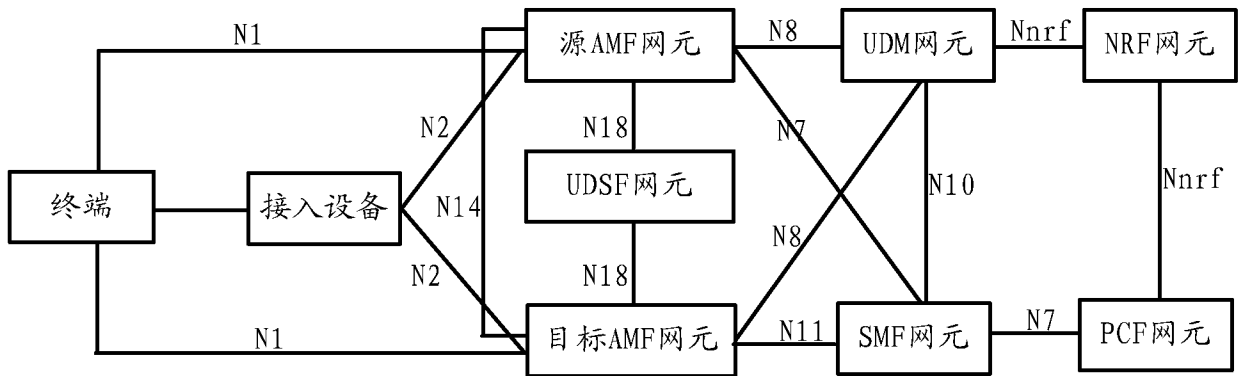 N1
源AMF网元
N8
UDM网元
Nnrf
NRF网元
N2
N18
N7
终端
接入设备
N14
UDSF网元
N10
Nnrf
N8
N2
N18
N1
目标AMF网元
N11
SMF网元
N7
PCF网元